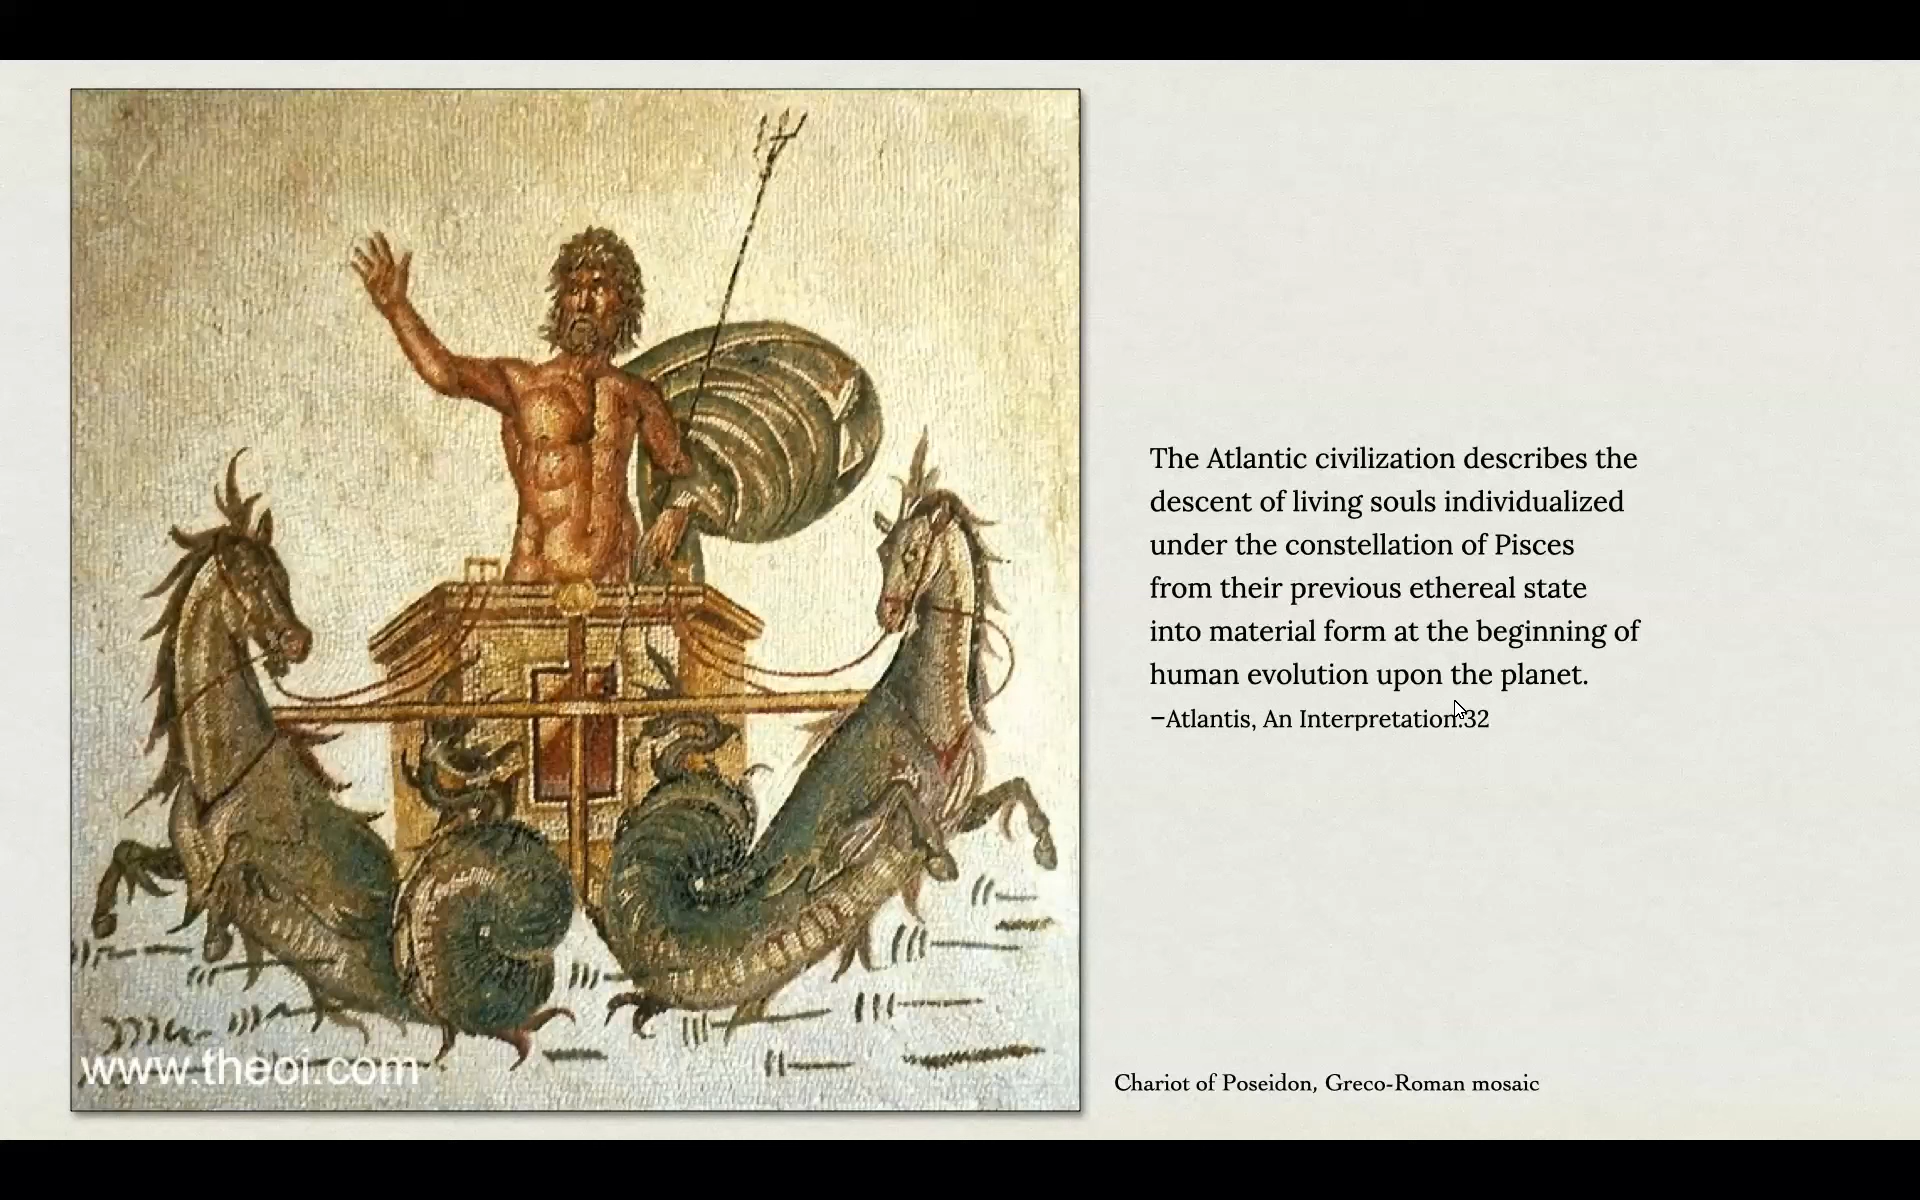 The Atlantic civilization describes the
descent of living souls individualized
under the constellation of Pisces
from their previous ethereal state
into material form at the beginning of
human evolution upon the planet.
–Atlantis, An Interpretation:32
www.theoi.com
Chariot of Poseidon, Greco-Roman mosaic